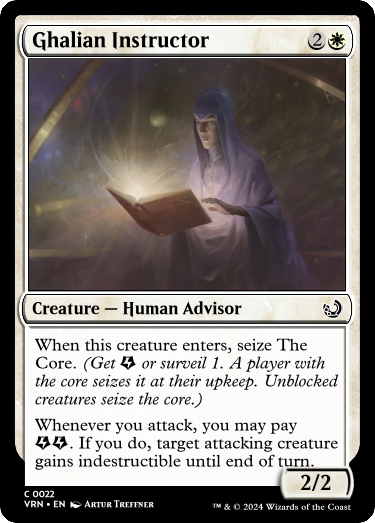 Ghalian Instructor 2
Creature — Human Advisor
When this creature enters, seize The
Core. (Get or surveil 1. A player with
the core seizes it at their upkeep. Unblocked
creatures seize the core.)
Whenever you attack, you may pay
. If you do, target attacking creature
gains indestructible until end of turn.
2/2
C 0022
VRN • EN Artur Treffner
™ & © 2024 Wizards of the Coast